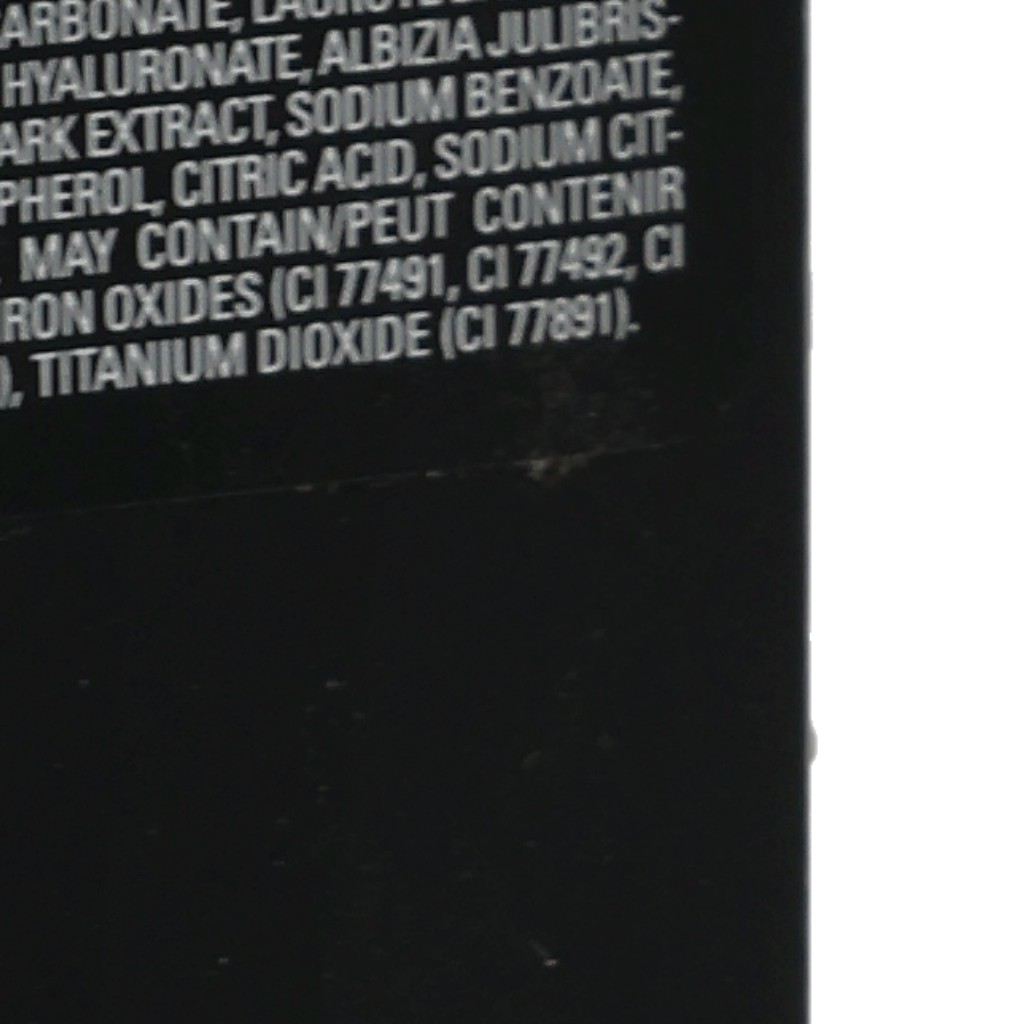 ARBONATE,
HYALURONATE, ALBIZIA JULIBRIS-
ARK EXTRACT, SODIUM BENZOATE,
PHEROL, CITRIC ACID, SODIUM CIT-
MAY CONTAIN/PEUT CONTENIR
RON OXIDES (CI 77491, CI 77492, CI
), TITANIUM DIOXIDE (CI 77891).